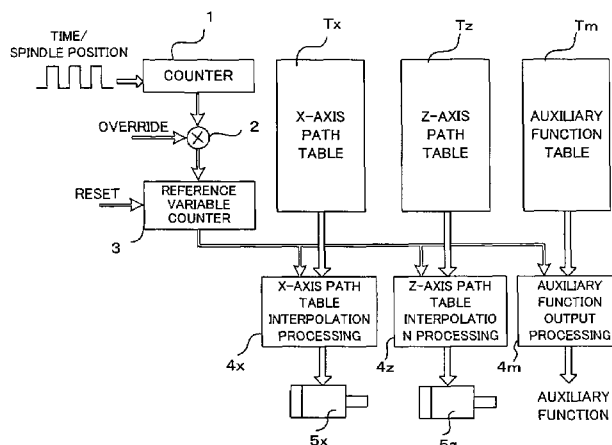 TIME/
SPINDLE POSITION
1
COUNTER
OVERRIDE
2
RESET
REFERENCE
VARIABLE
COUNTER
3
Tx
X-AXIS
PATH
TABLE
Tz
Z-AXIS
PATH
TABLE
Tm
AUXILIARY
FUNCTION
TABLE
X-AXIS PATH
TABLE
INTERPOLATION
PROCESSING
4x
Z-AXIS PATH
TABLE
INTERPOLATIO
N PROCESSING
4z
AUXILIARY
FUNCTION
OUTPUT
PROCESSING
4m
5x
AUXILIARY
FUNCTION